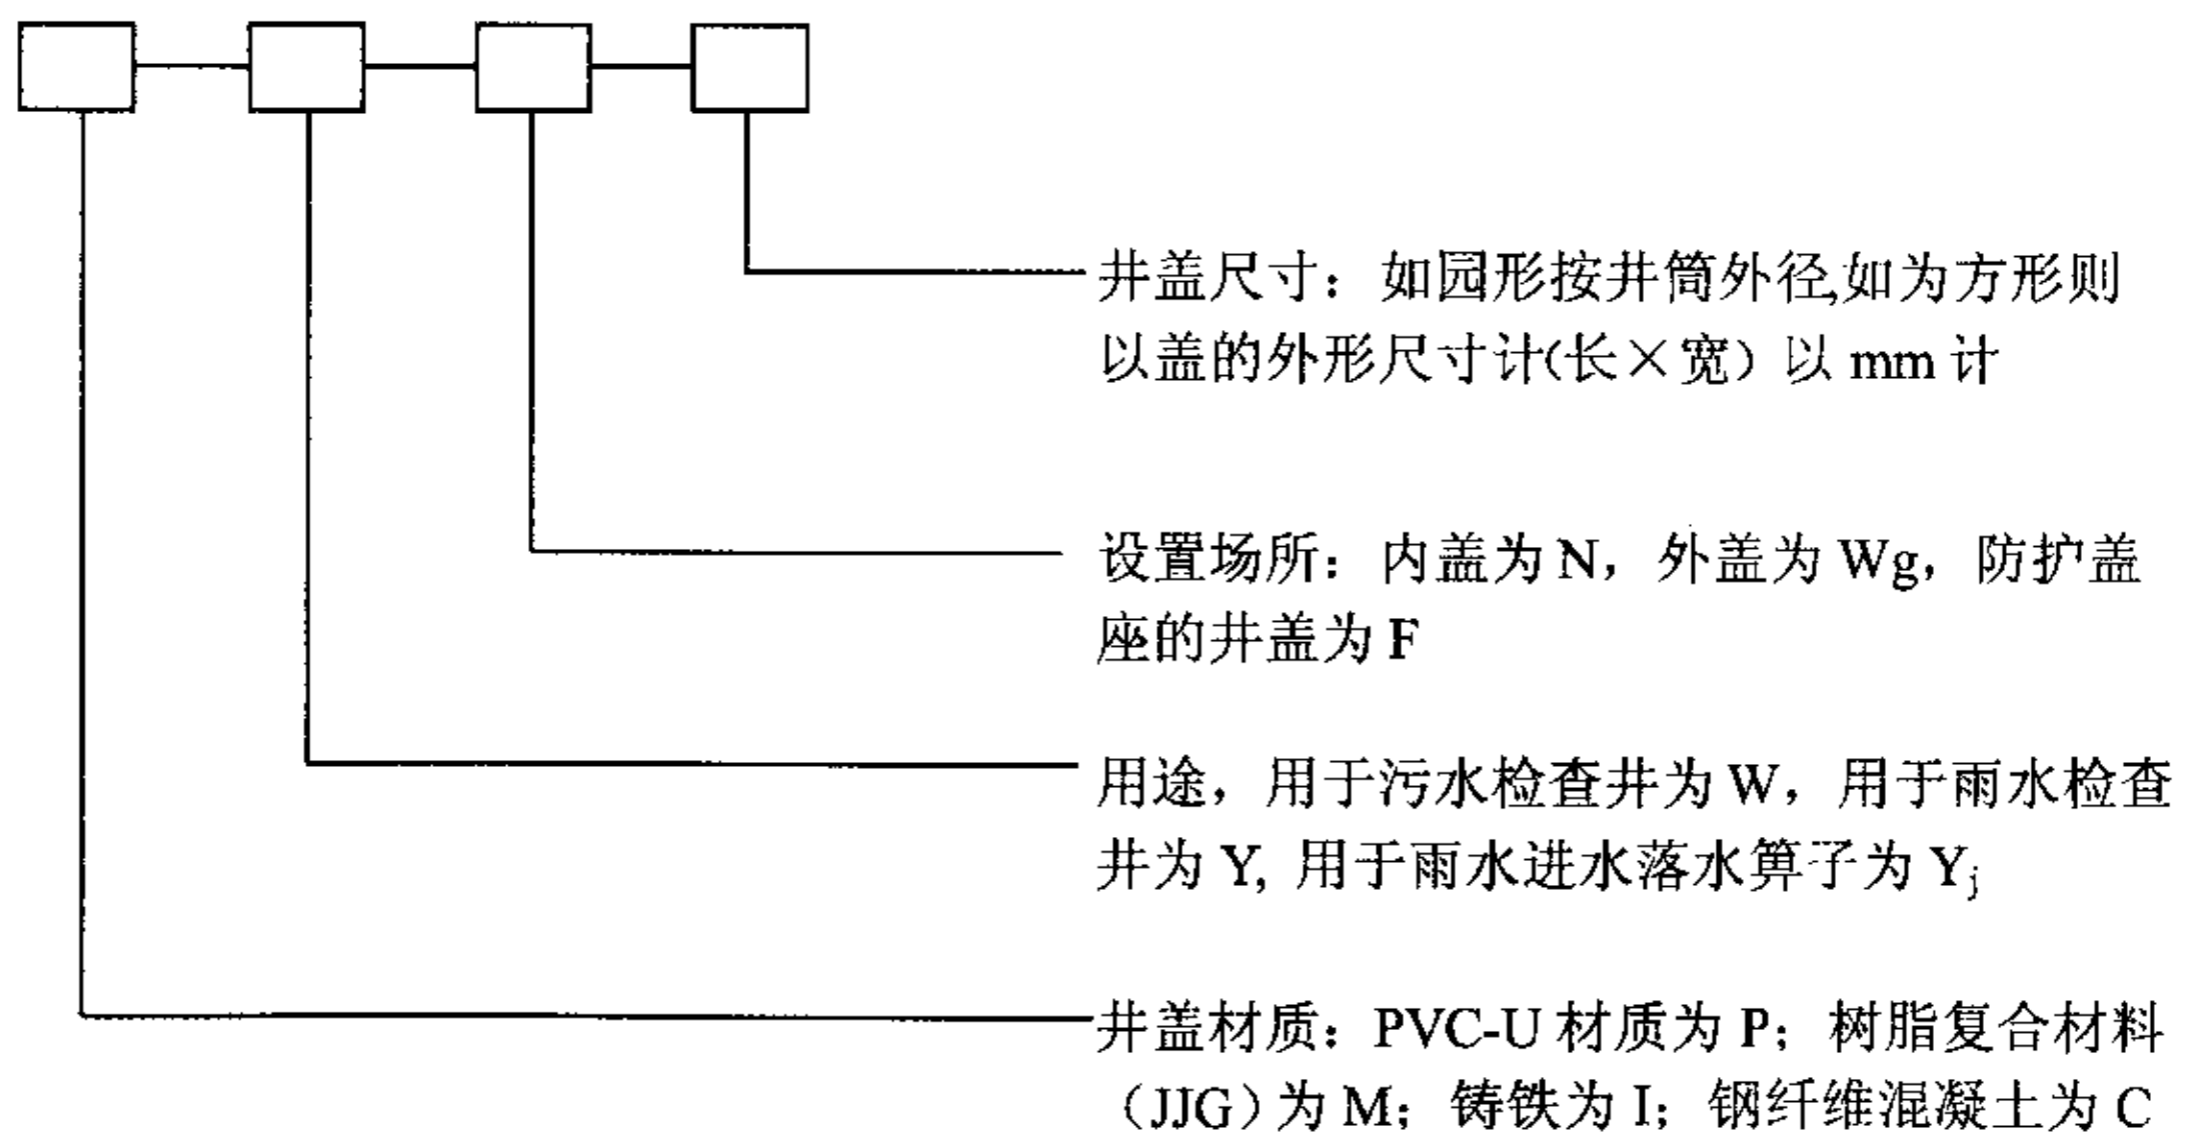 井盖尺寸：如园形按井筒外径,如为方形则
以盖的外形尺寸计(长×宽）以 mm 计
设置场所：内盖为 N，外盖为 Wg，防护盖
座的井盖为 F
用途，用于污水检查井为 W，用于雨水检查
井为 Y, 用于雨水进水落水箅子为 Yj
井盖材质：PVC-U 材质为 P；树脂复合材料
（JJG）为 M；铸铁为 I；钢纤维混凝土为 C